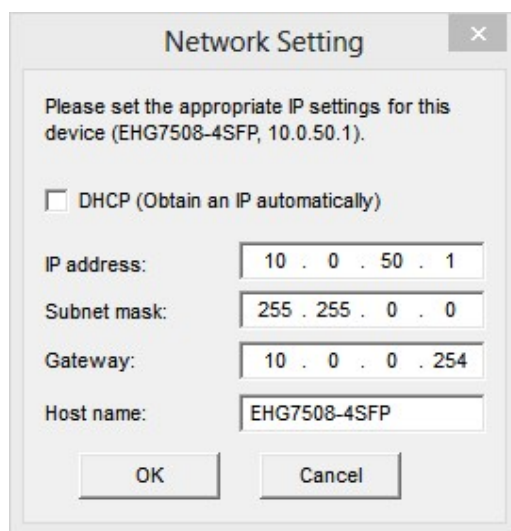 Network Setting
Please set the appropriate IP settings for this
device (EHG7508-4SFP, 10.0.50.1).
DHCP (Obtain an IP automatically)
IP address: 10 . 0 . 50 . 1
Subnet mask: 255 . 255 . 0 . 0
Gateway: 10 . 0 . 0 . 254
Host name: EHG7508-4SFP
OK Cancel